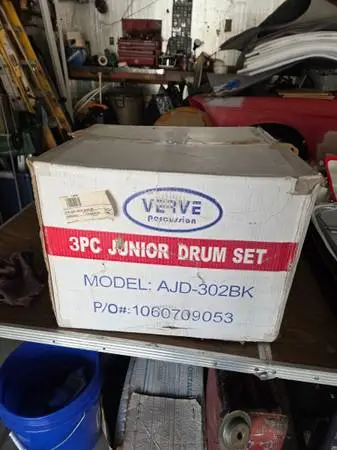 VERVE
percussion
3PC JUNIOR DRUM SET
MODEL: AJD-302BK
P/O#:1060709053